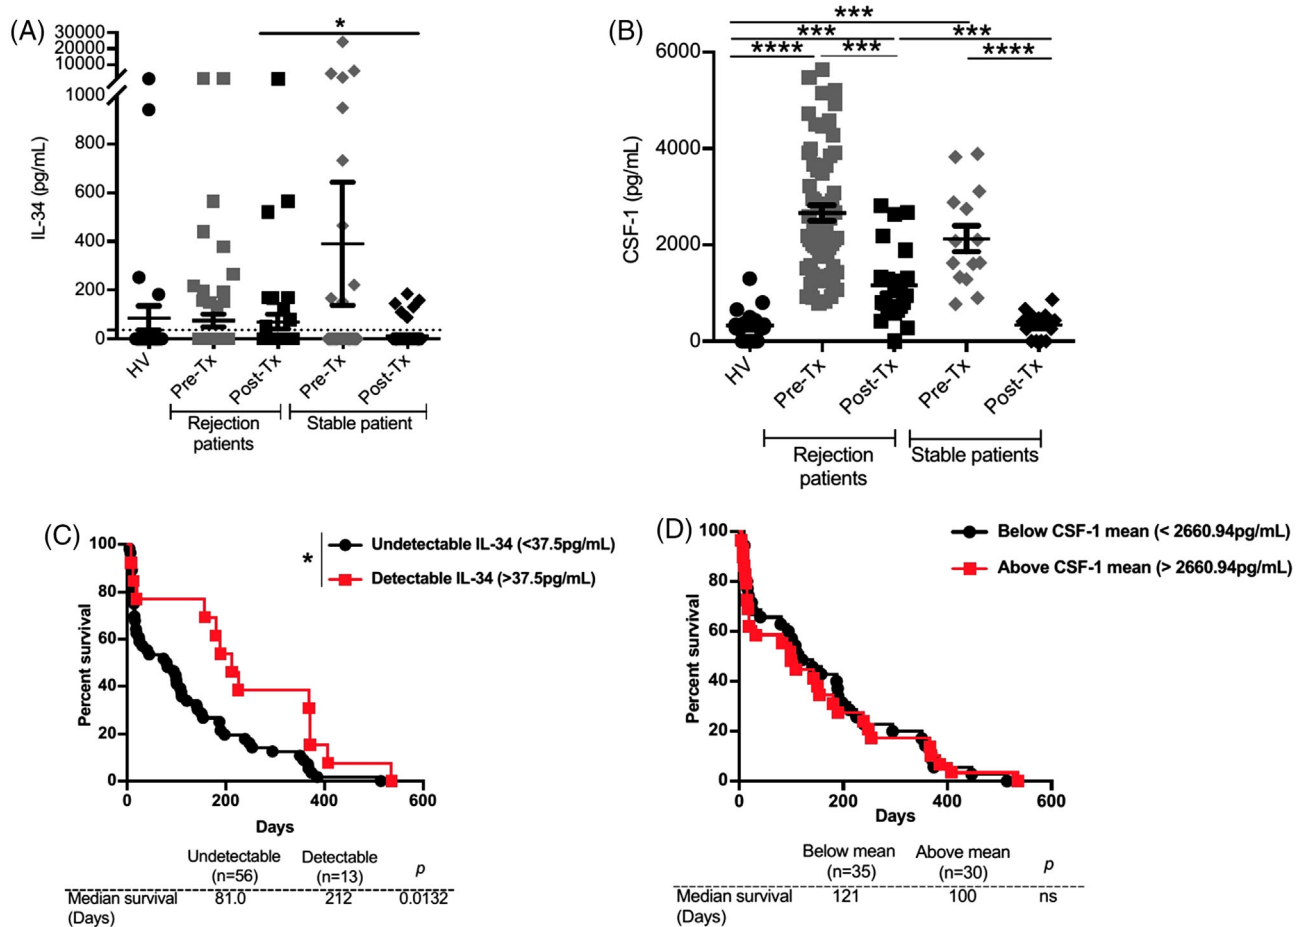 (A)
*
30000
20000
10000
1000
800
600
400
200
0
IL-34 (pg/mL)
HV
Pre-Tx
Post-Tx
Pre-Tx
Post-Tx
Rejection
patients
Stable patient
(B)
***
***
***
****
***
****
6000
4000
2000
0
CSF-1 (pg/mL)
HV
Pre-Tx
Post-Tx
Pre-Tx
Post-Tx
Rejection
patients
Stable patients
(C)
100
80
60
40
20
0
Percent survival
0
200
400
600
Days
*
Undetectable IL-34 (<37.5pg/mL)
Detectable IL-34 (>37.5pg/mL)
Undetectable
(n=56)
Detectable
(n=13)
p
Median survival
(Days)
81.0
212
0.0132
(D)
100
80
60
40
20
0
Percent survival
0
200
400
600
Days
Below CSF-1 mean (< 2660.94pg/mL)
Above CSF-1 mean (> 2660.94pg/mL)
Below mean
(n=35)
Above mean
(n=30)
p
Median survival
(Days)
121
100
ns